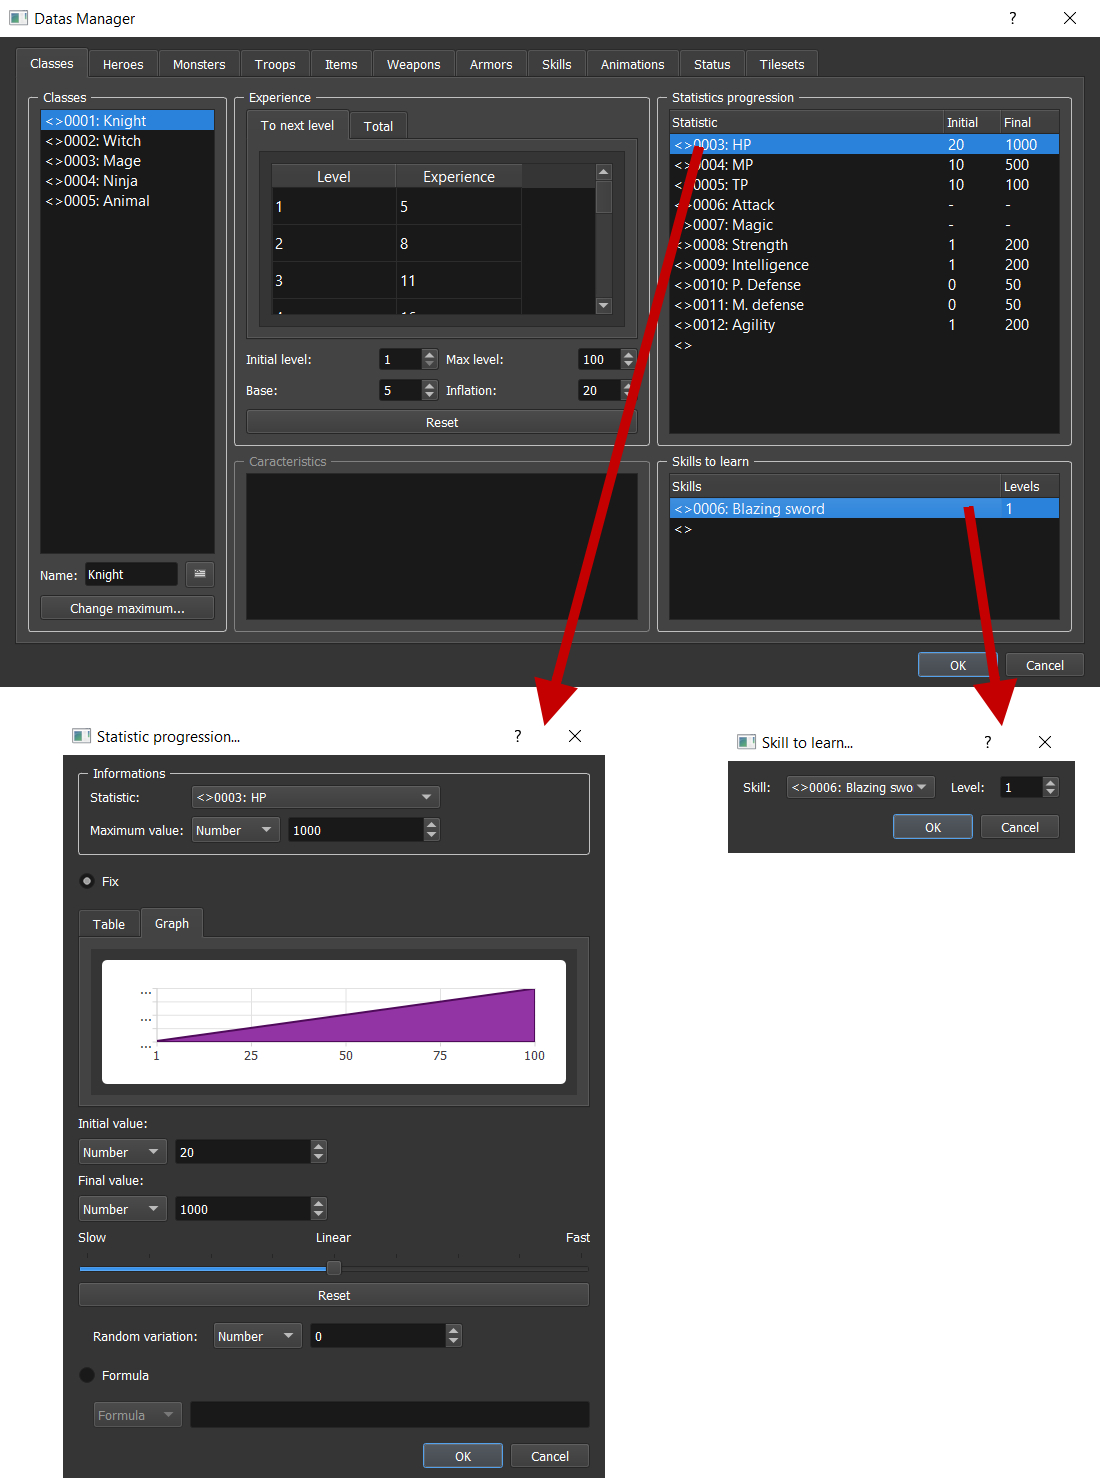 Datas Manager
Classes Heroes Monsters Troops Items Weapons Armors Skills Animations Status Tilesets
Classes
<>0001: Knight
<>0002: Witch
<>0003: Mage
<>0004: Ninja
<>0005: Animal
Name: Knight
Change maximum...
Experience
To next level Total
Level Experience
1 5
2 8
3 11
Initial level: 1 Max level: 100
Base: 5 Inflation: 20
Reset
Caracteristics
Statistics progression
Statistic Initial Final
<>0003: HP 20 1000
<>0004: MP 10 500
<>0005: TP 10 100
<>0006: Attack - -
<>0007: Magic - -
<>0008: Strength 1 200
<>0009: Intelligence 1 200
<>0010: P. Defense 0 50
<>0011: M. defense 0 50
<>0012: Agility 1 200
<>
Skills to learn
Skills Levels
<>0006: Blazing sword 1
<>
OK Cancel
Statistic progression...
Informations
Statistic: <>0003: HP
Maximum value: Number 1000
Fix
Table Graph
...
...
...
1 25 50 75 100
Initial value:
Number 20
Final value:
Number 1000
Slow Linear Fast
Reset
Random variation: Number 0
Formula
Formula
OK Cancel
Skill to learn...
Skill: <>0006: Blazing swo Level: 1
OK Cancel